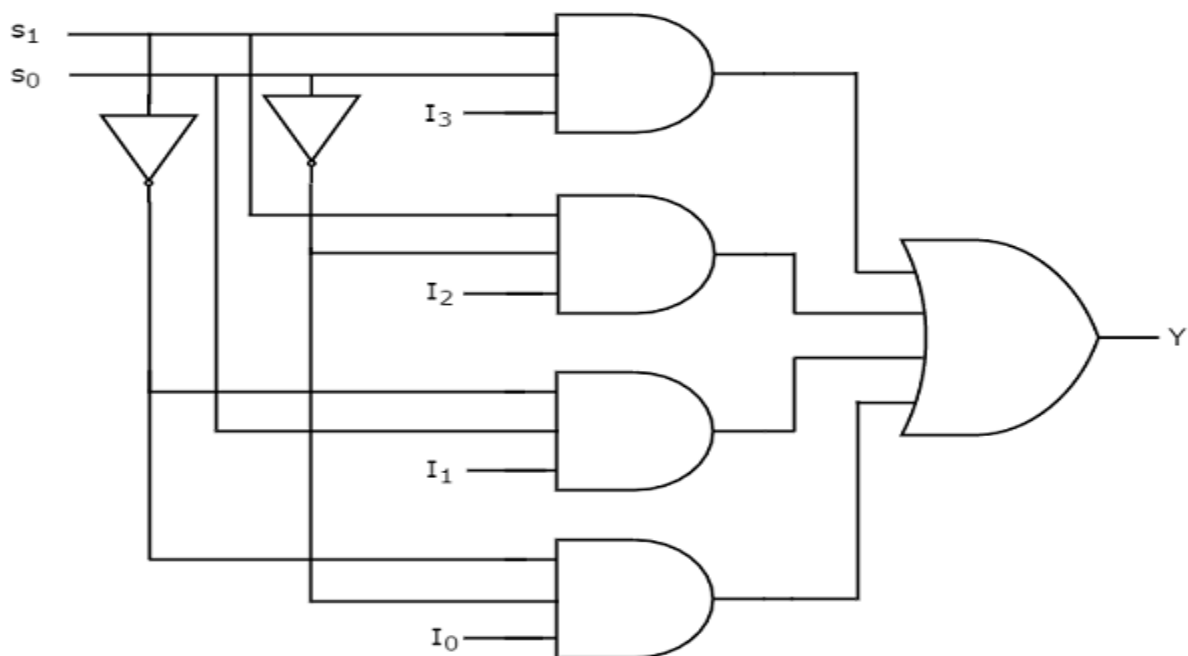 s₁
s₀
I₃
I₂
Y
I₁
I₀